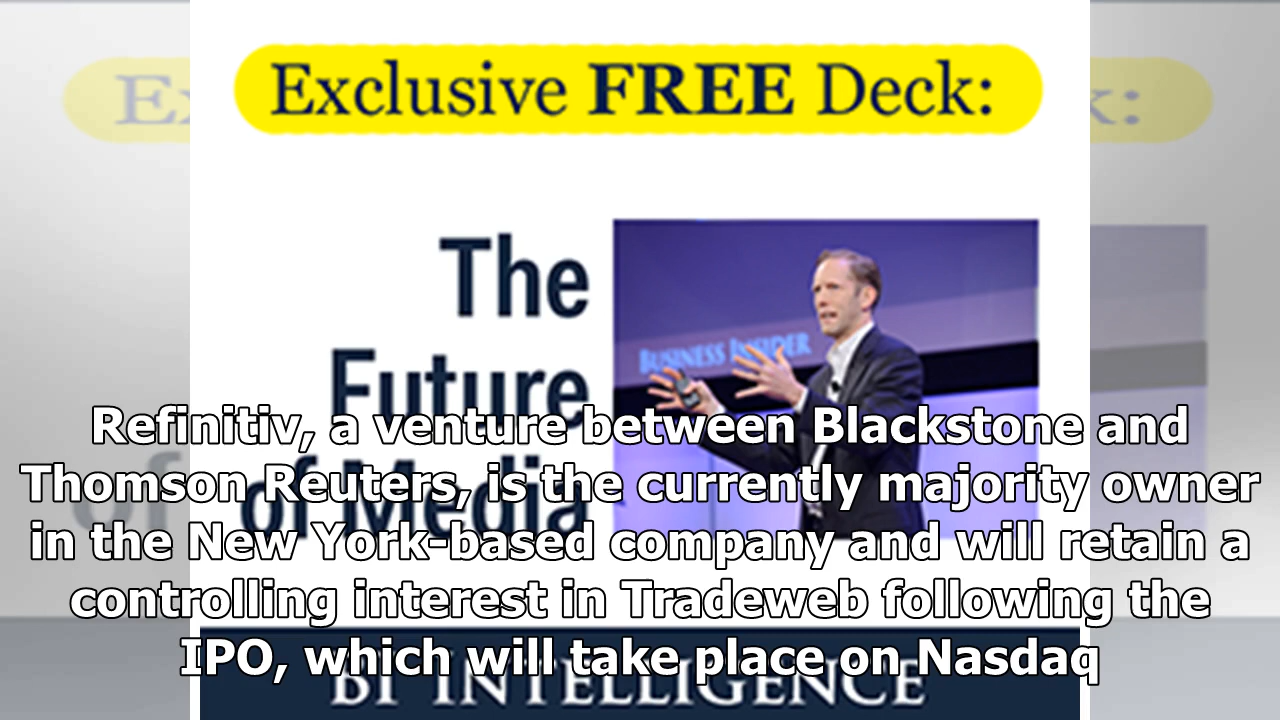 Exclusive FREE Deck:
The
Future
of Media
BUSINESS INSIDER
Refinitiv, a venture between Blackstone and
Thomson Reuters, is the currently majority owner
in the New York-based company and will retain a
controlling interest in Tradeweb following the
IPO, which will take place on Nasdaq
BI INTELLIGENCE